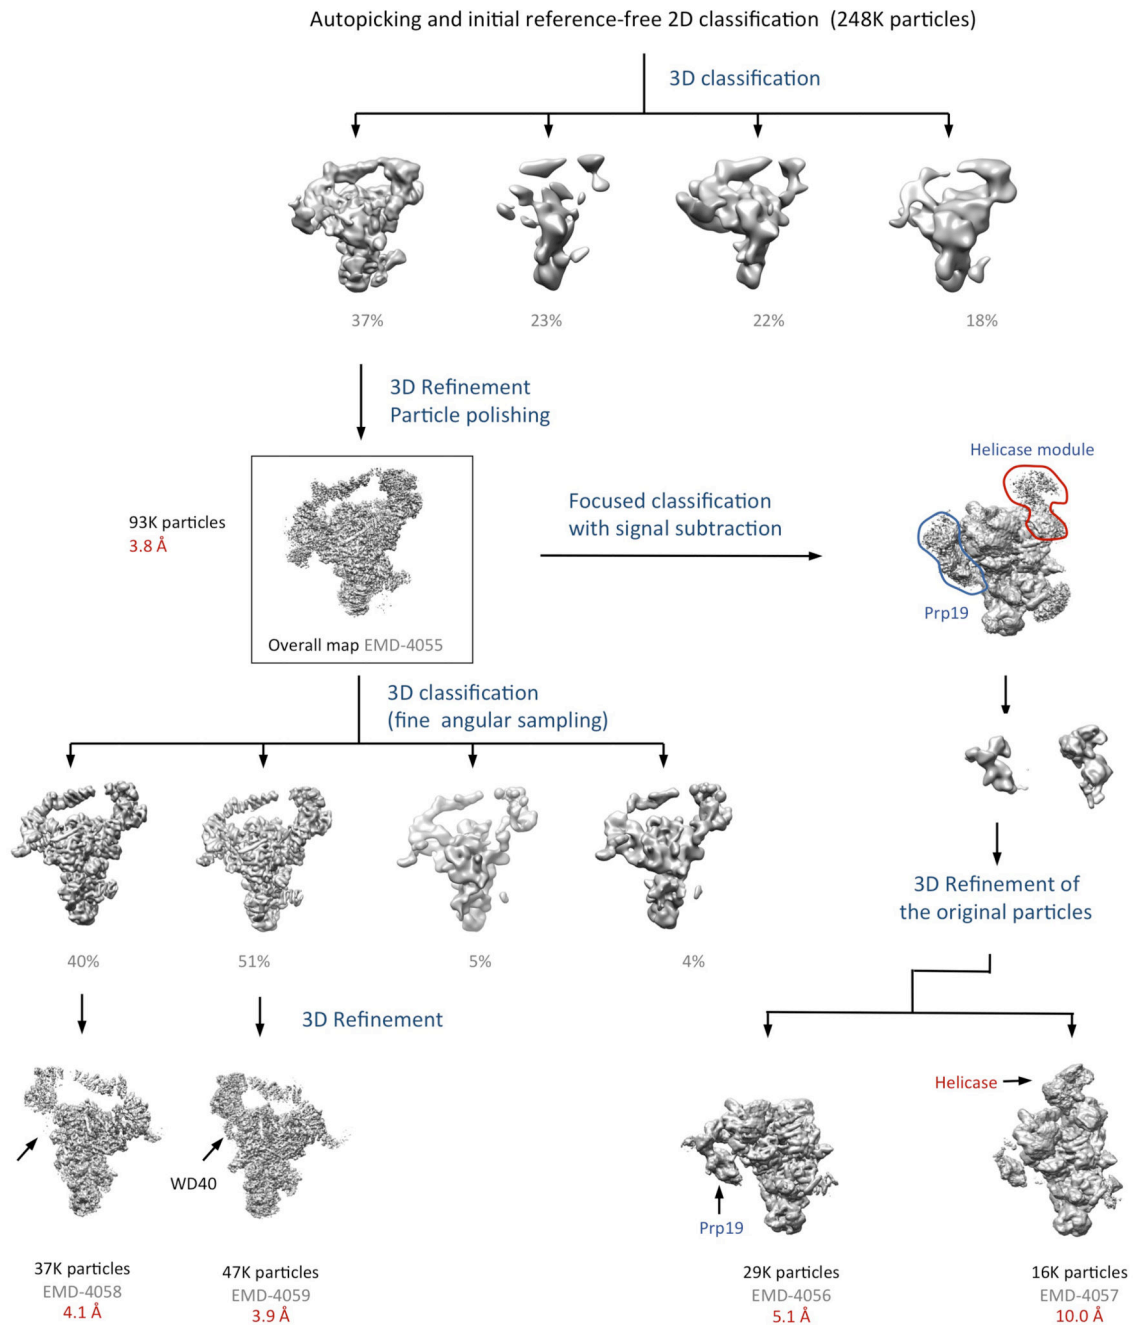 Autopicking and initial reference-free 2D classification (248K particles)
3D classification
37%
23%
22%
18%
3D Refinement
Particle polishing
93K particles
3.8 Å
Overall map EMD-4055
Focused classification
with signal subtraction
Helicase module
Prp19
3D classification
(fine angular sampling)
40%
51%
5%
4%
3D Refinement of
the original particles
3D Refinement
WD40
Prp19
Helicase
37K particles
EMD-4058
4.1 Å
47K particles
EMD-4059
3.9 Å
29K particles
EMD-4056
5.1 Å
16K particles
EMD-4057
10.0 Å